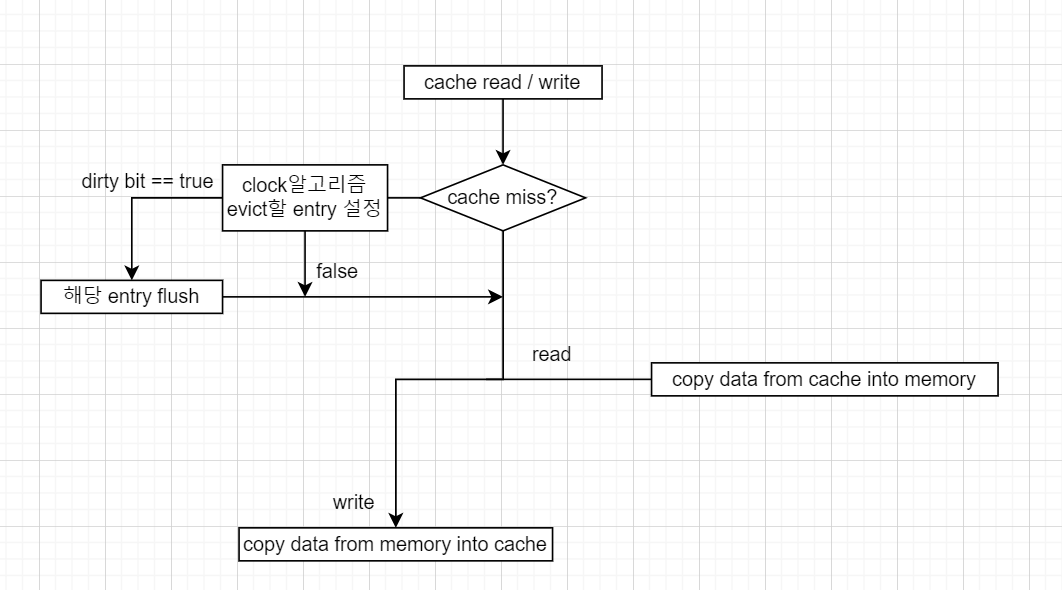 cache read / write
cache miss?
dirty bit == true
clock알고리즘
evict할 entry 설정
false
해당 entry flush
read
copy data from cache into memory
write
copy data from memory into cache